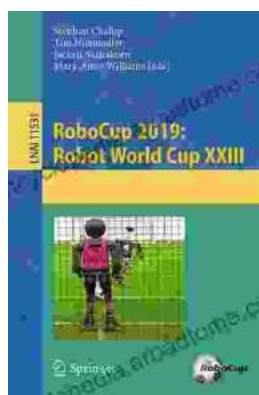 Stephan Chalup
Tim Niemueller
Jackrit Suthakorn
Mary-Anne Williams (Eds.)
LNAI 11531
RoboCup 2019:
Robot World Cup XXIII
Springer
RoboCup